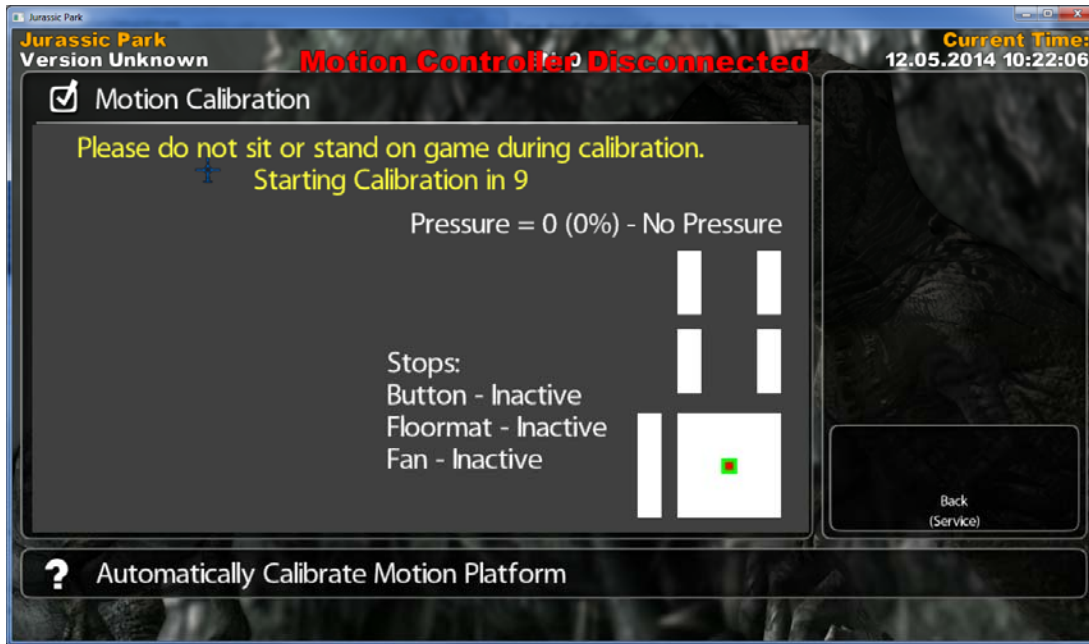 Jurassic Park
Jurassic Park
Version Unknown
Motion Controller Disconnected
Current Time:
12.05.2014 10:22:06
Motion Calibration
Please do not sit or stand on game during calibration.
Starting Calibration in 9
Pressure = 0 (0%) - No Pressure
Stops:
Button - Inactive
Floormat - Inactive
Fan - Inactive
Back
(Service)
? Automatically Calibrate Motion Platform